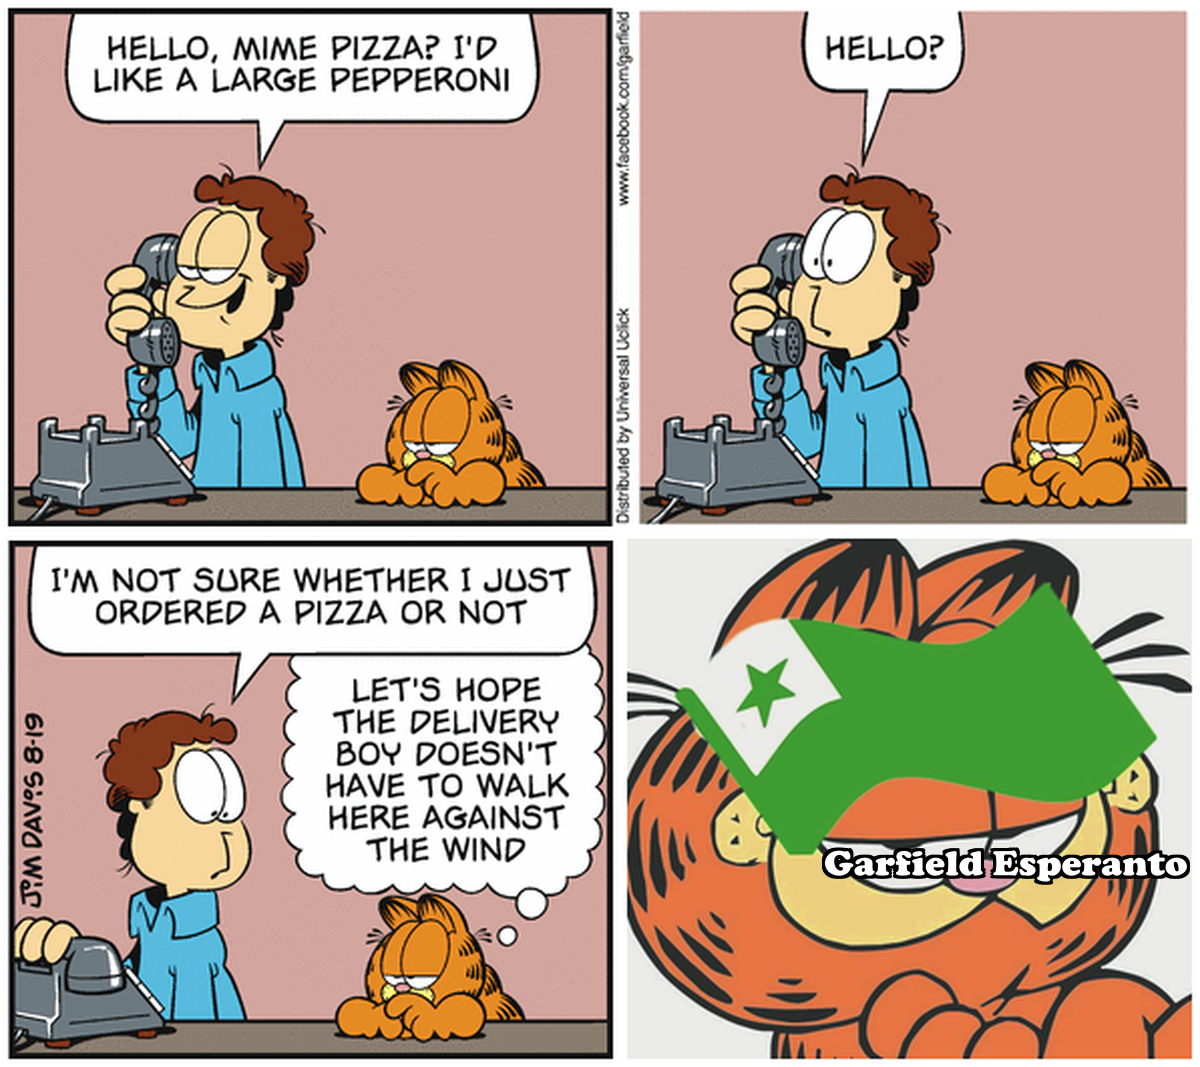 HELLO, MIME PIZZA? I'D
LIKE A LARGE PEPPERONI
www.facebook.com/garfield
Distributed by Universal Uclick
HELLO?
I'M NOT SURE WHETHER I JUST
ORDERED A PIZZA OR NOT
LET'S HOPE
THE DELIVERY
BOY DOESN'T
HAVE TO WALK
HERE AGAINST
THE WIND
JIM DAVIS 8-19
Garfield Esperanto